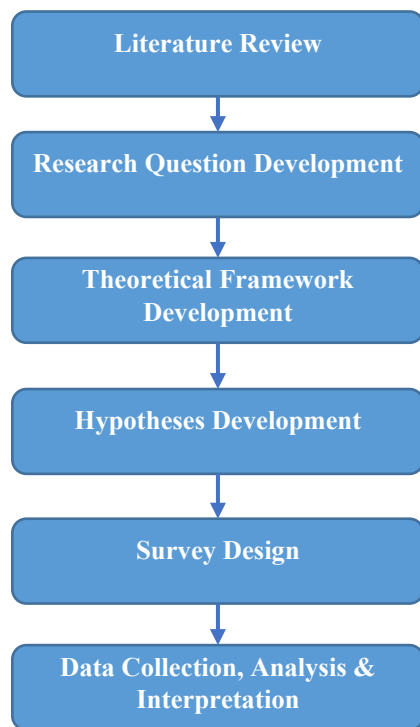 Literature Review
Research Question Development
Theoretical Framework
Development
Hypotheses Development
Survey Design
Data Collection, Analysis &
Interpretation